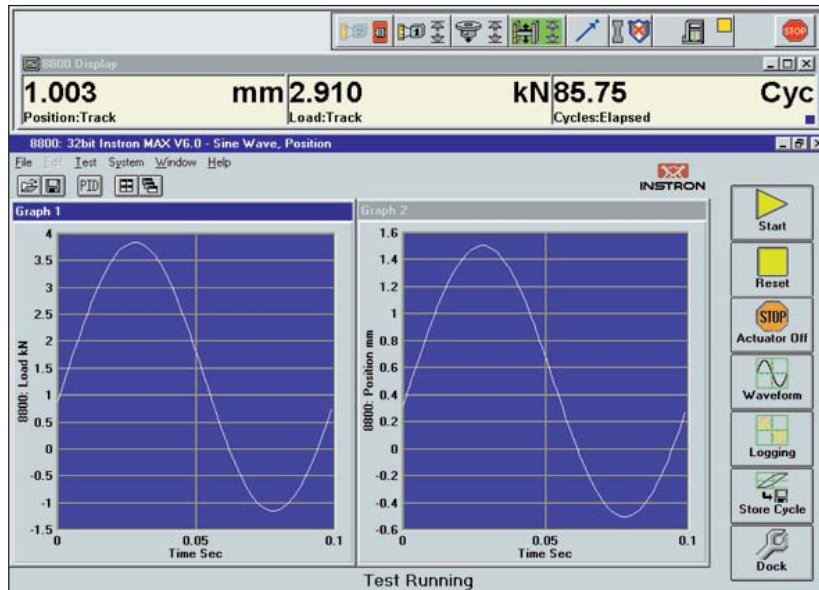 STOP
8800 Display
1.003 mm
Position:Track
2.910 kN
Load:Track
85.75 Cyc
Cycles:Elapsed
8800: 32bit Instron MAX V6.0 - Sine Wave, Position
File Edit Test System Window Help
PID
INSTRON
Graph 1
4
3.5
3
2.5
2
1.5
1
0.5
0
-0.5
-1
-1.5
8800: Load kN
0 0.05 0.1
Time Sec
Graph 2
1.6
1.4
1.2
1
0.8
0.6
0.4
0.2
0
-0.2
-0.4
-0.6
8800: Position mm
0 0.05 0.1
Time Sec
Start
Reset
STOP
Actuator Off
Waveform
Logging
Store Cycle
Dock
Test Running